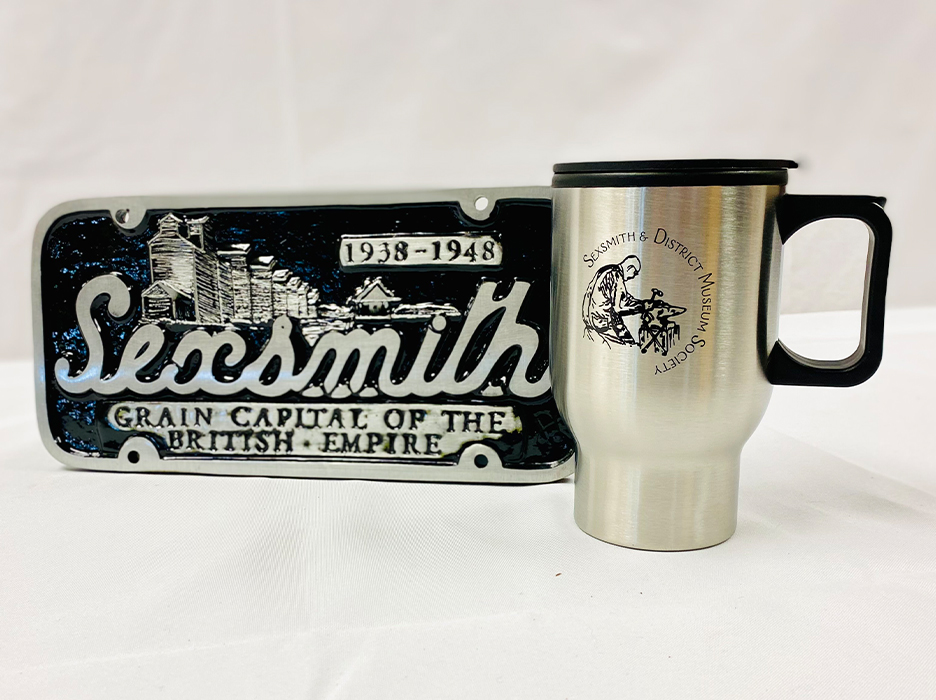 1938-1948
Sexsmith
GRAIN CAPITAL OF THE
BRITISH · EMPIRE
SEXSMITH & DISTRICT MUSEUM SOCIETY